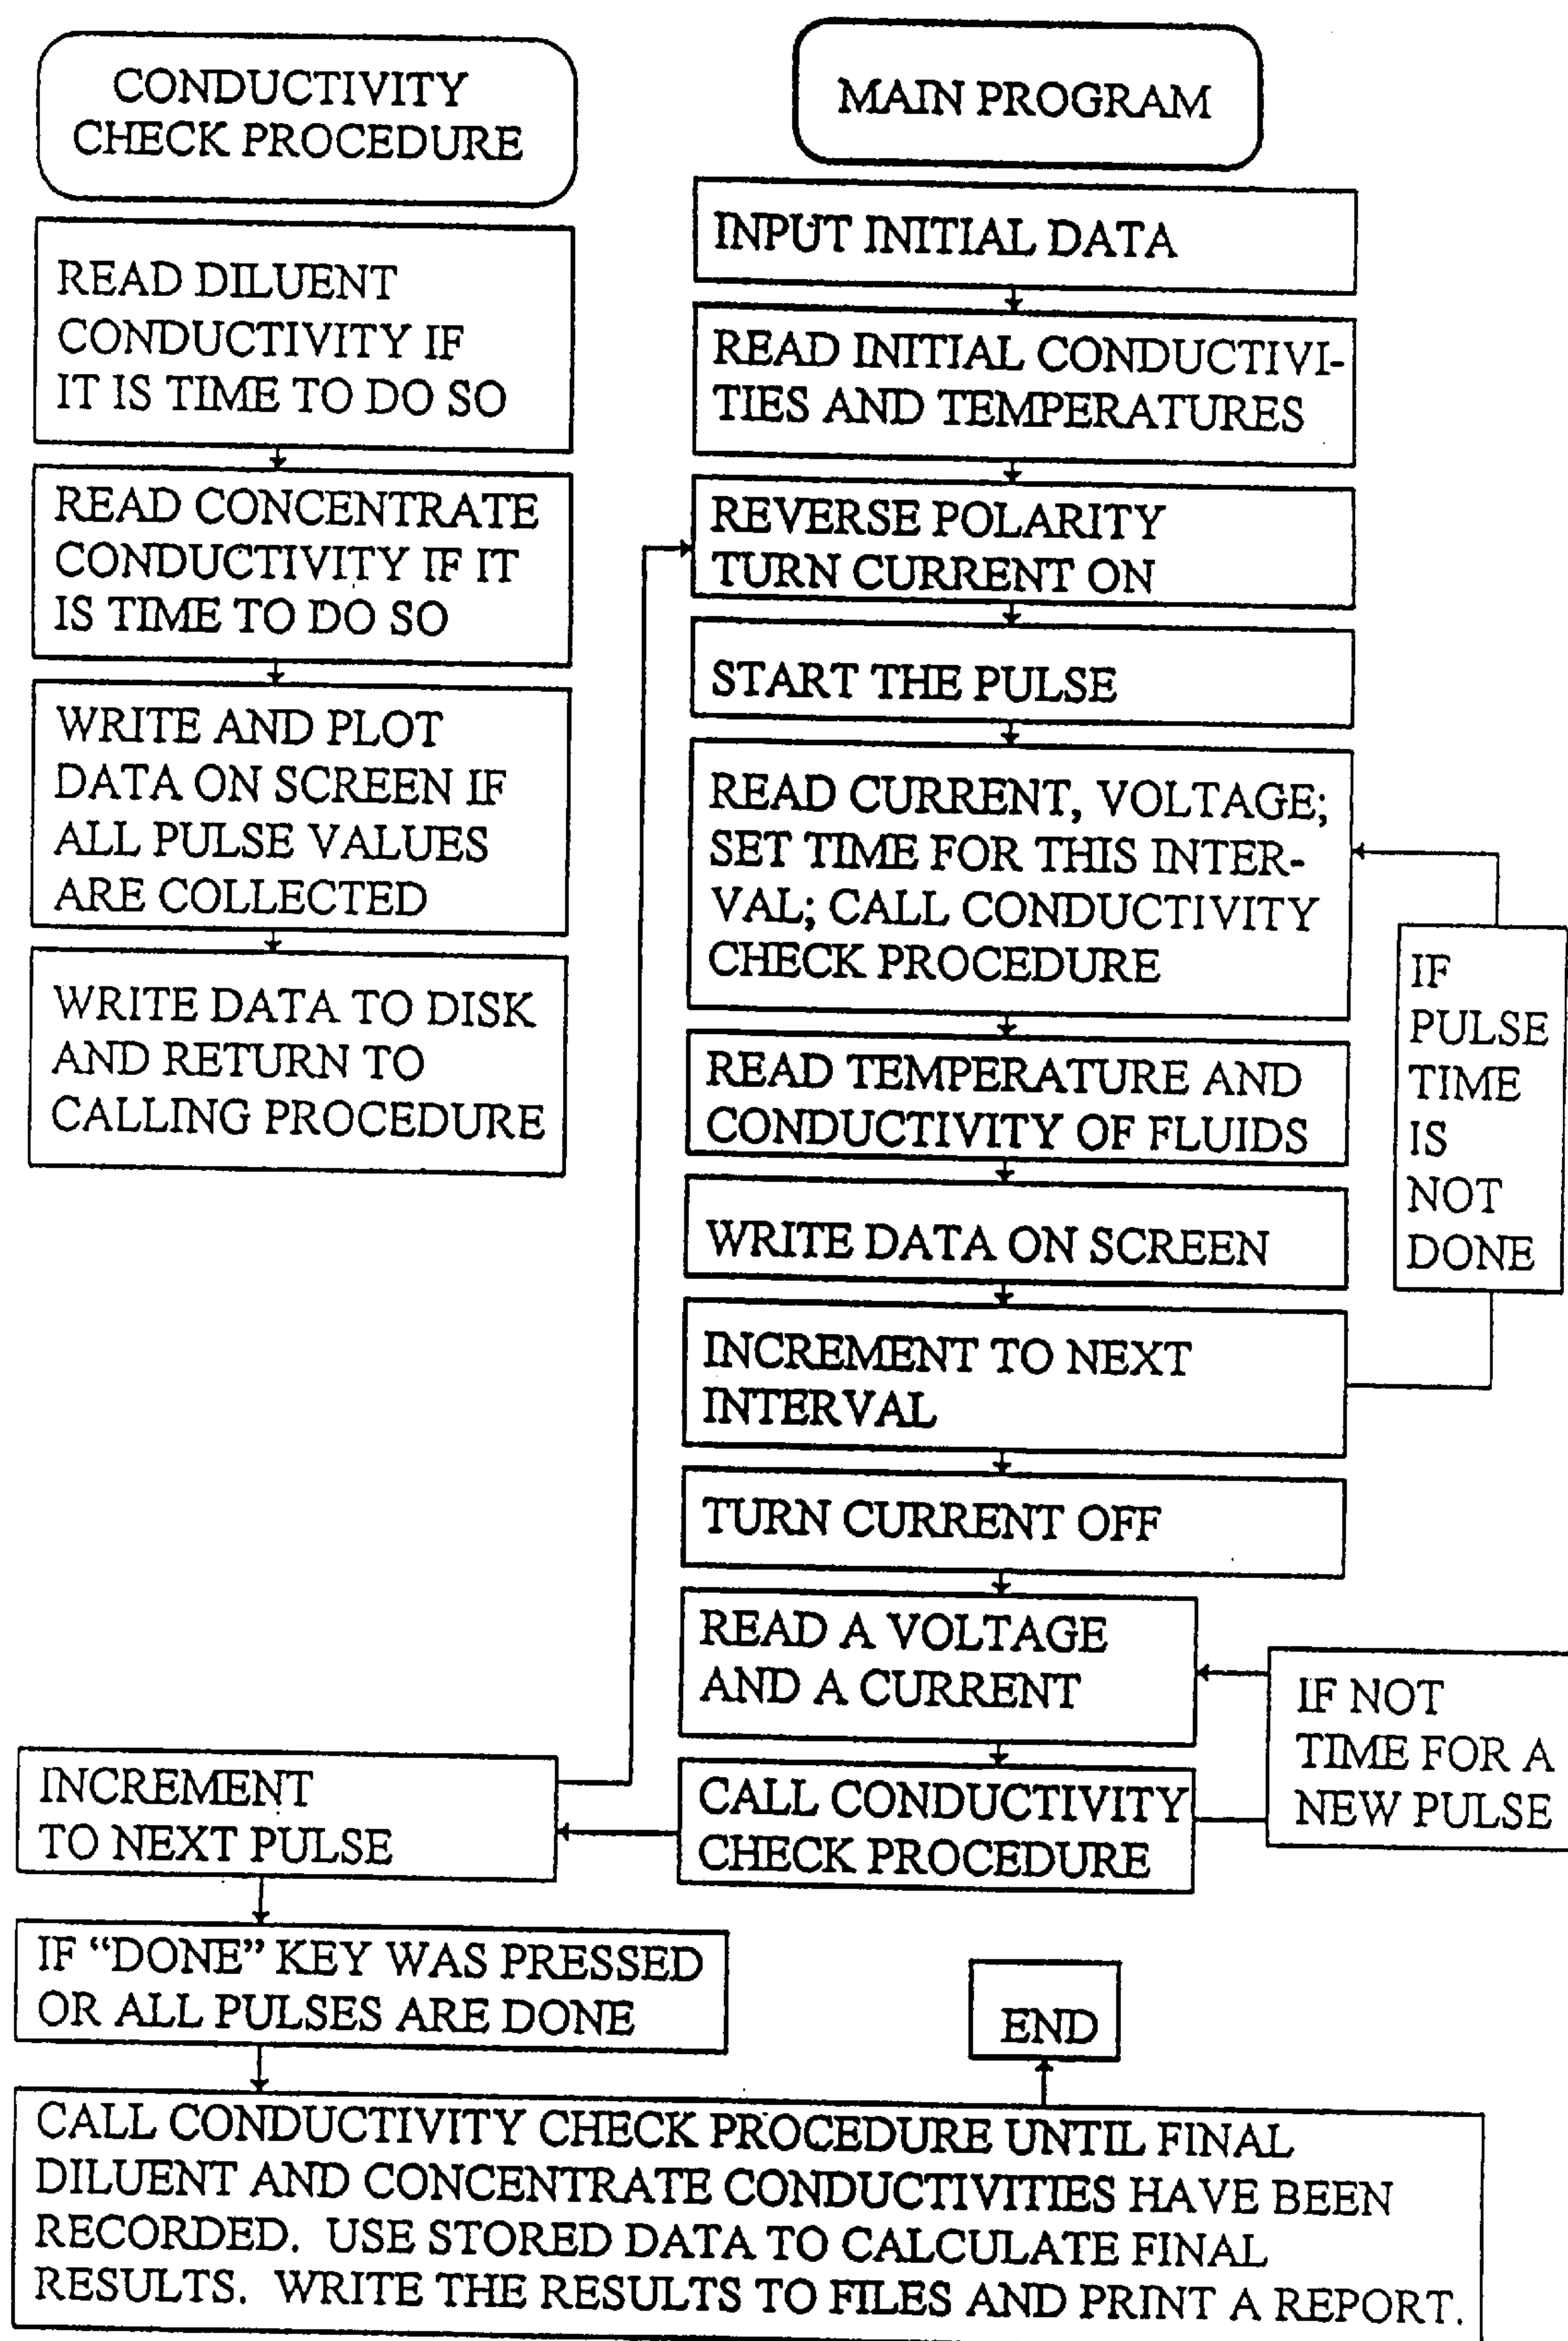 CONDUCTIVITY
CHECK PROCEDURE
READ DILUENT
CONDUCTIVITY IF
IT IS TIME TO DO SO
READ CONCENTRATE
CONDUCTIVITY IF IT
IS TIME TO DO SO
WRITE AND PLOT
DATA ON SCREEN IF
ALL PULSE VALUES
ARE COLLECTED
WRITE DATA TO DISK
AND RETURN TO
CALLING PROCEDURE
MAIN PROGRAM
INPUT INITIAL DATA
READ INITIAL CONDUCTIVI-
TIES AND TEMPERATURES
REVERSE POLARITY
TURN CURRENT ON
START THE PULSE
READ CURRENT, VOLTAGE;
SET TIME FOR THIS INTER-
VAL; CALL CONDUCTIVITY
CHECK PROCEDURE
IF
PULSE
TIME
IS
NOT
DONE
READ TEMPERATURE AND
CONDUCTIVITY OF FLUIDS
WRITE DATA ON SCREEN
INCREMENT TO NEXT
INTERVAL
TURN CURRENT OFF
READ A VOLTAGE
AND A CURRENT
IF NOT
TIME FOR A
NEW PULSE
CALL CONDUCTIVITY
CHECK PROCEDURE
INCREMENT
TO NEXT PULSE
IF “DONE” KEY WAS PRESSED
OR ALL PULSES ARE DONE
END
CALL CONDUCTIVITY CHECK PROCEDURE UNTIL FINAL
DILUENT AND CONCENTRATE CONDUCTIVITIES HAVE BEEN
RECORDED. USE STORED DATA TO CALCULATE FINAL
RESULTS. WRITE THE RESULTS TO FILES AND PRINT A REPORT.